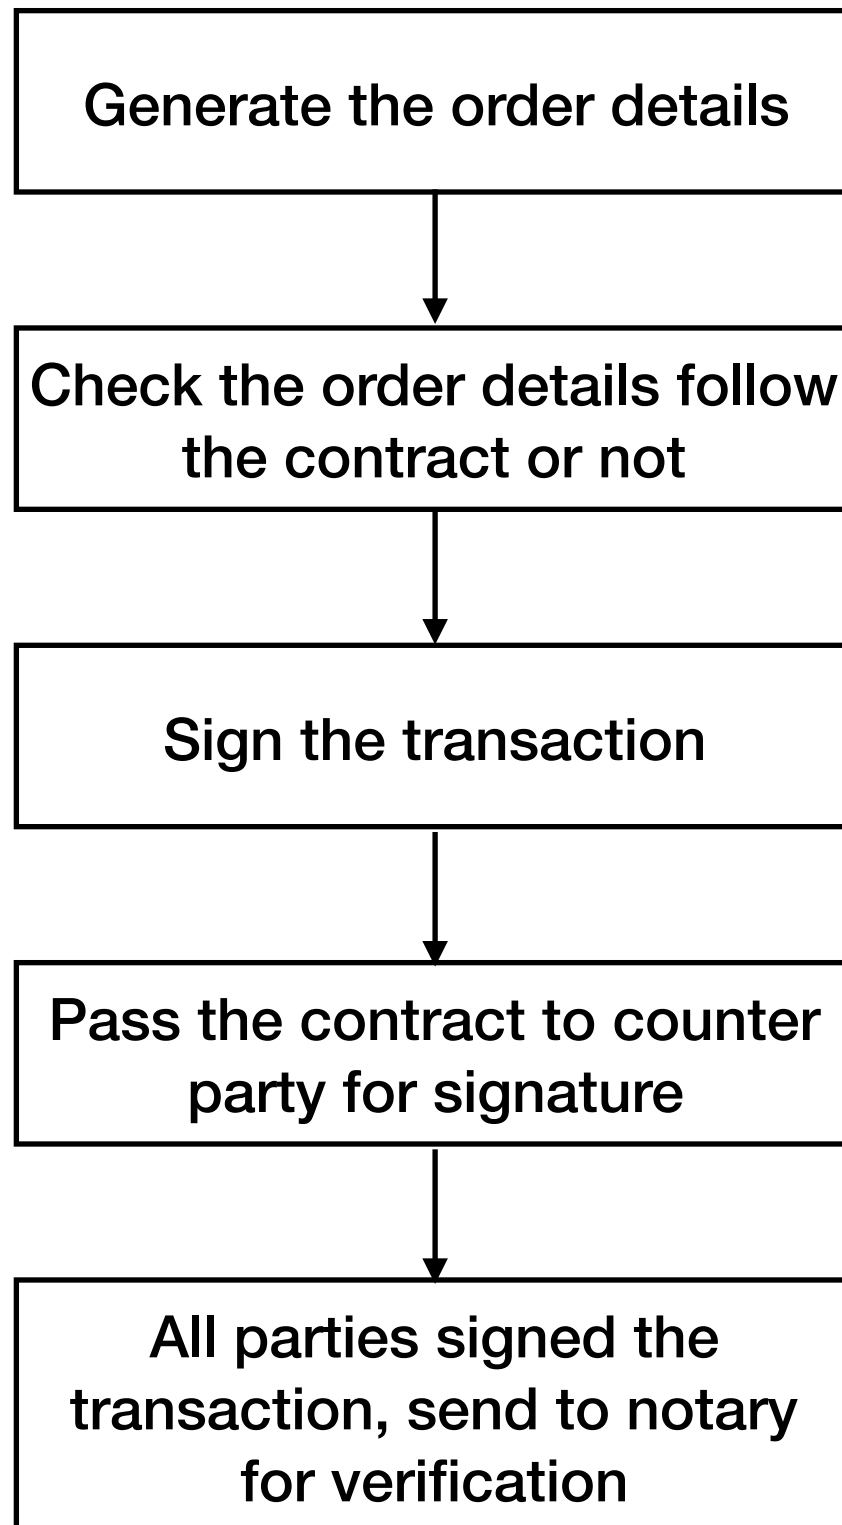 Generate the order details
Check the order details follow
the contract or not
Sign the transaction
Pass the contract to counter
party for signature
All parties signed the
transaction, send to notary
for verification